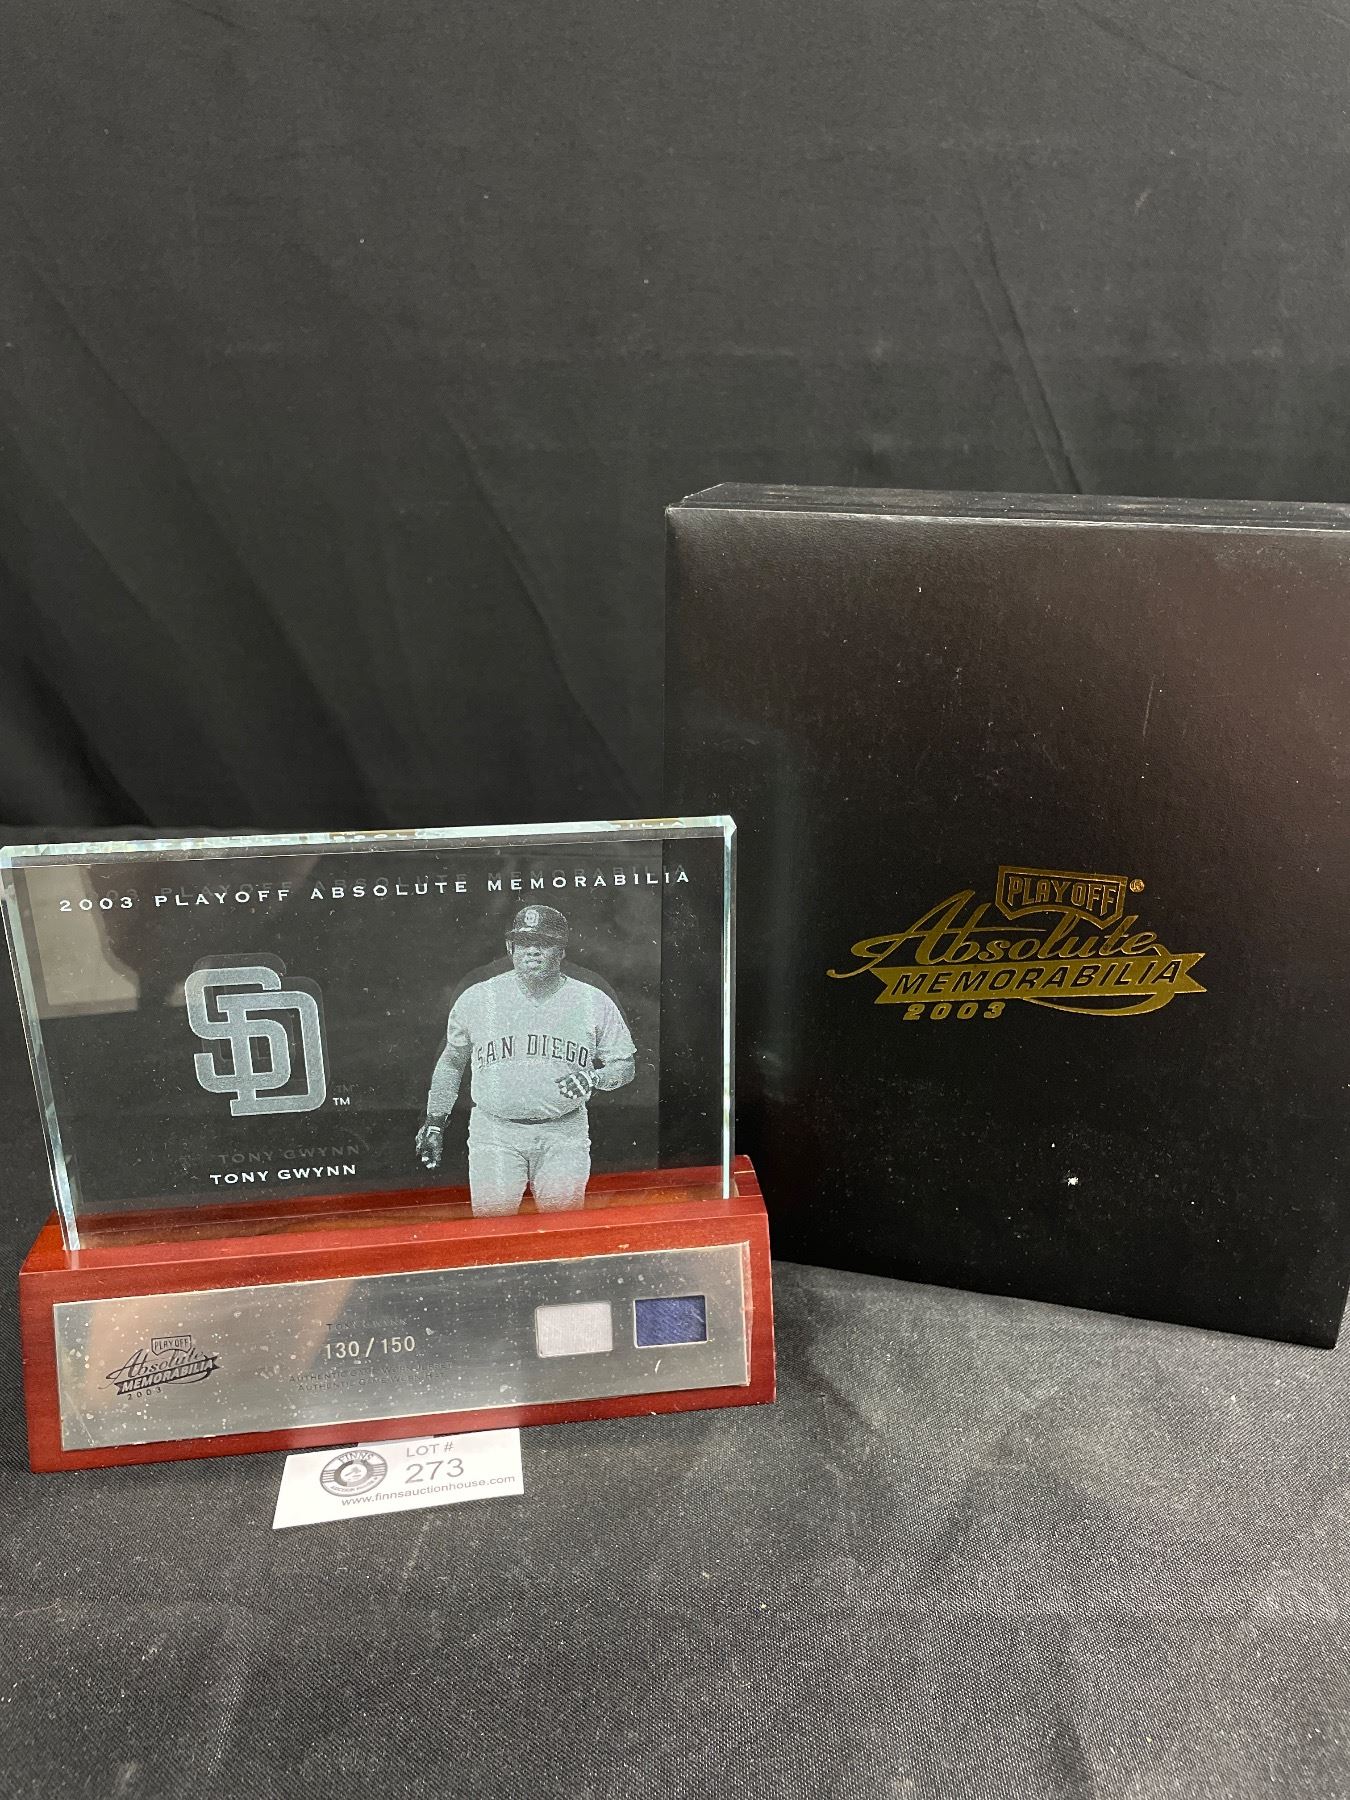 2003 PLAYOFF ABSOLUTE MEMORABILIA
SD
TM
TONY GWYNN
SAN DIEGO
PLAYOFF
Absolute
MEMORABILIA
2003
TONY GWYNN
130/150
LOT #
273
FINNS
www.finnsauctionhouse.com
PLAYOFF®
Absolute
MEMORABILIA
2003